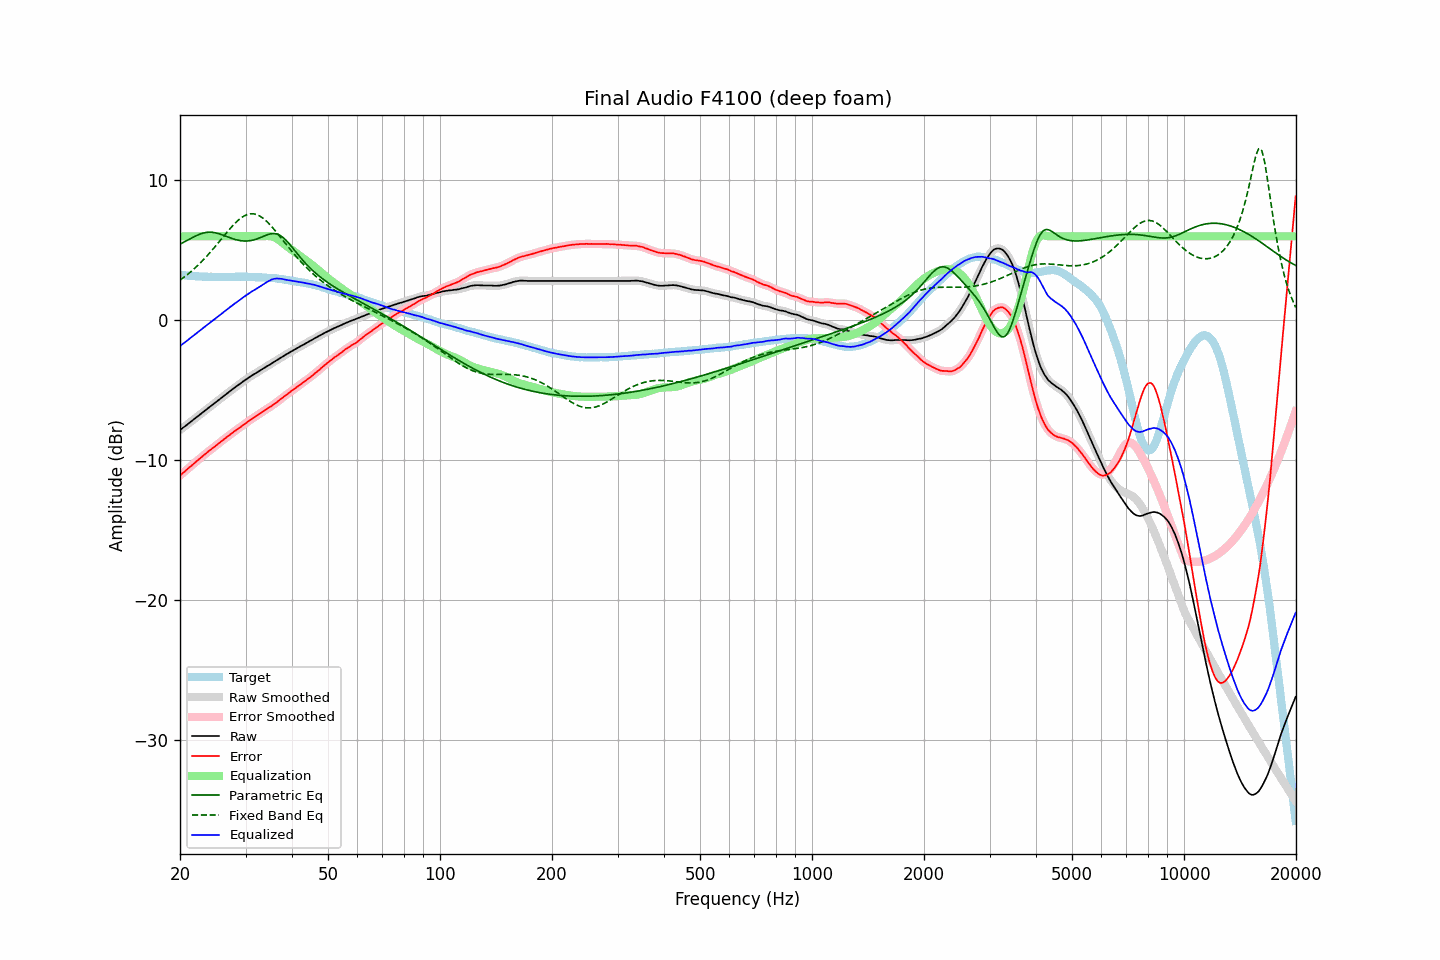 Final Audio F4100 (deep foam)
Amplitude (dBr)
10
0
−10
−20
−30
Target
Raw Smoothed
Error Smoothed
Raw
Error
Equalization
Parametric Eq
Fixed Band Eq
Equalized
20 50 100 200 500 1000 2000 5000 10000 20000
Frequency (Hz)